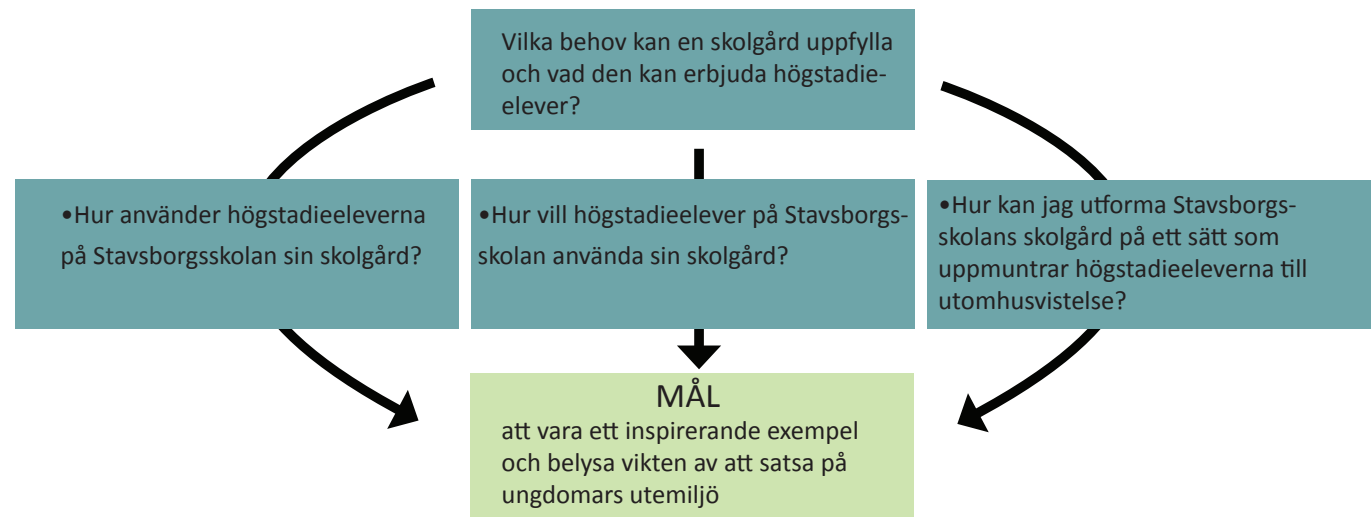 Vilka behov kan en skolgård uppfylla
och vad den kan erbjuda högstadie-
elever?
•Hur använder högstadieeleverna
på Stavsborgsskolan sin skolgård?
•Hur vill högstadieelever på Stavsborgs-
skolan använda sin skolgård?
•Hur kan jag utforma Stavsborgs-
skolans skolgård på ett sätt som
uppmuntrar högstadieeleverna till
utomhusvistelse?
MÅL
att vara ett inspirerande exempel
och belysa vikten av att satsa på
ungdomars utemiljö